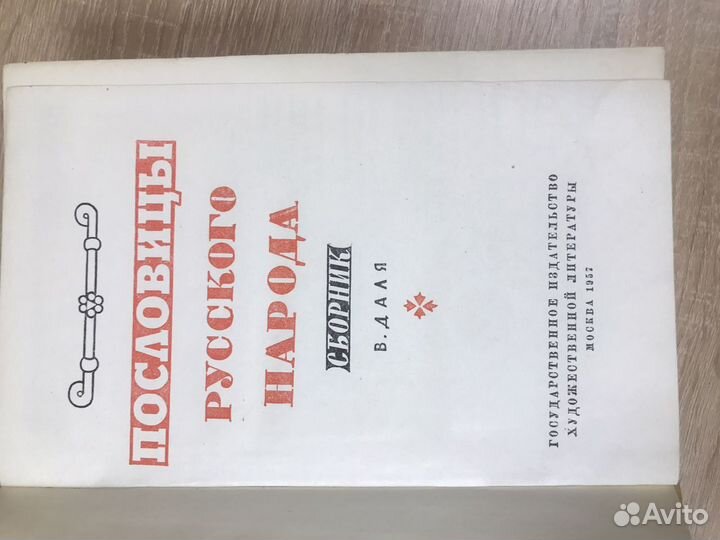 ПОСЛОВИЦЫ
РУССКОГО
НАРОДА
СБОРНИК
В. ДАЛЯ
ГОСУДАРСТВЕННОЕ ИЗДАТЕЛЬСТВО
ХУДОЖЕСТВЕННОЙ ЛИТЕРАТУРЫ
МОСКВА 1957
Avito